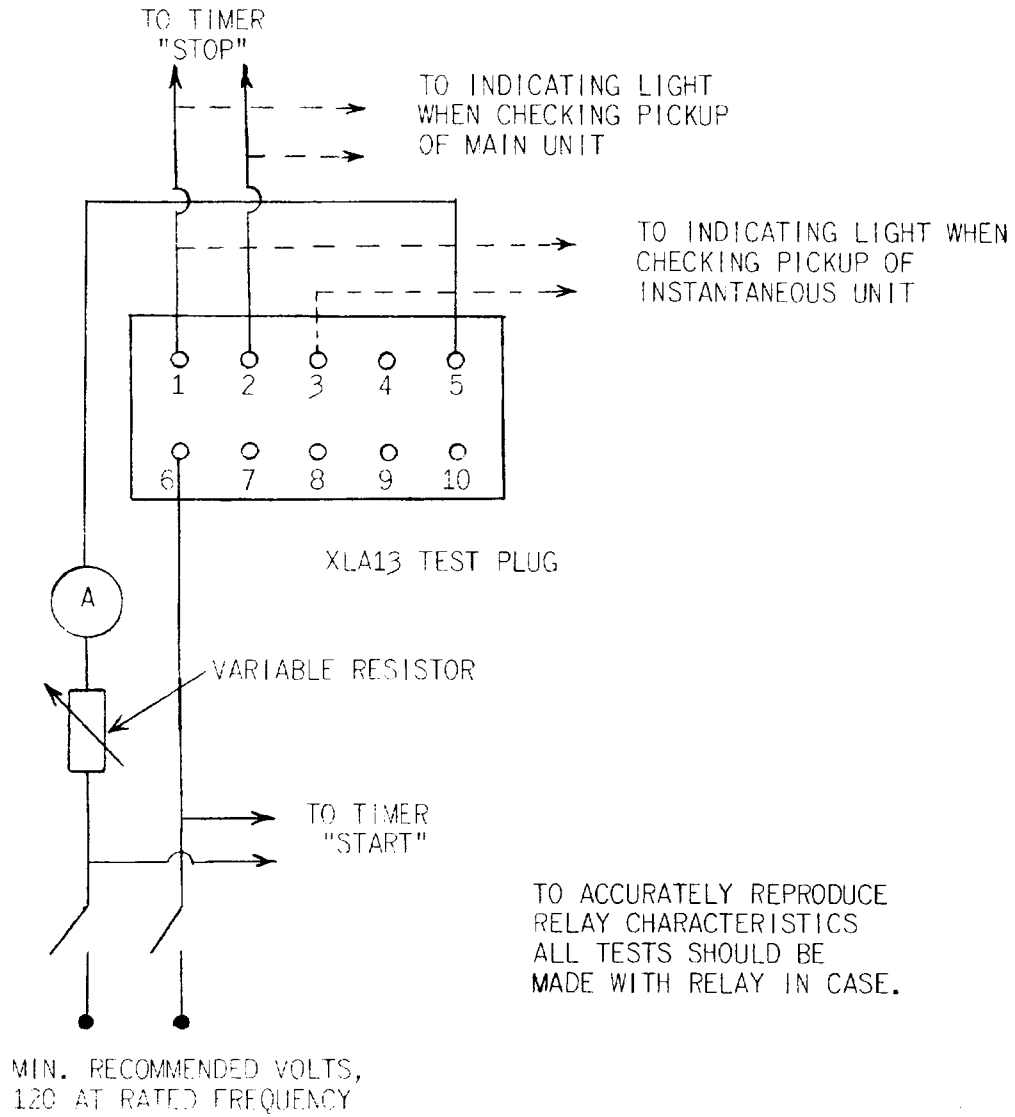 TO TIMER
"STOP"
TO INDICATING LIGHT
WHEN CHECKING PICKUP
OF MAIN UNIT
TO INDICATING LIGHT WHEN
CHECKING PICKUP OF
INSTANTANEOUS UNIT
1 2 3 4 5
6 7 8 9 10
XLA13 TEST PLUG
A
VARIABLE RESISTOR
TO TIMER
"START"
TO ACCURATELY REPRODUCE
RELAY CHARACTERISTICS
ALL TESTS SHOULD BE
MADE WITH RELAY IN CASE.
MIN. RECOMMENDED VOLTS,
120 AT RATED FREQUENCY